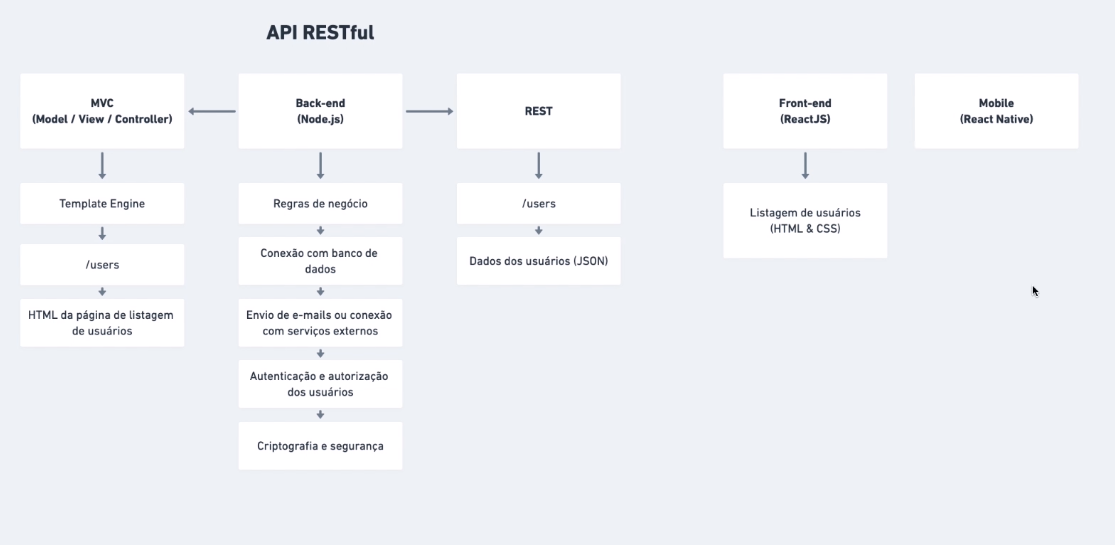 API RESTful
MVC
(Model / View / Controller)
Template Engine
/users
HTML da página de listagem
de usuários
Back-end
(Node.js)
Regras de negócio
Conexão com banco de
dados
Envio de e-mails ou conexão
com serviços externos
Autenticação e autorização
dos usuários
Criptografia e segurança
REST
/users
Dados dos usuários (JSON)
Front-end
(ReactJS)
Listagem de usuários
(HTML & CSS)
Mobile
(React Native)